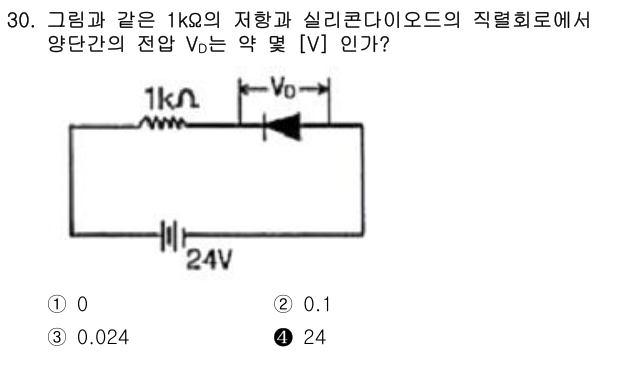 30. 그림과 같은 1kΩ의 저항과 실리콘다이오드의 직렬회로에서
양단간의 전압 VD는 약 몇 [V] 인가?
1kΩ
VD
24V
① 0 ② 0.1
③ 0.024 ❹ 24